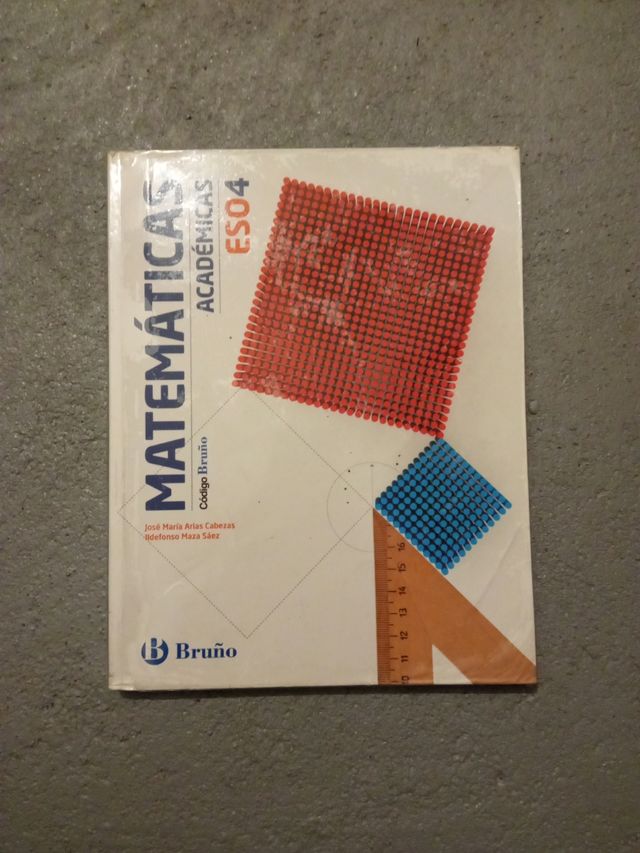 MATEMÁTICAS
ACADÉMICAS
ESO4
Código Bruño
José María Arias Cabezas
Ildefonso Maza Sáez
Bruño
16
15
14
13
12
11
10